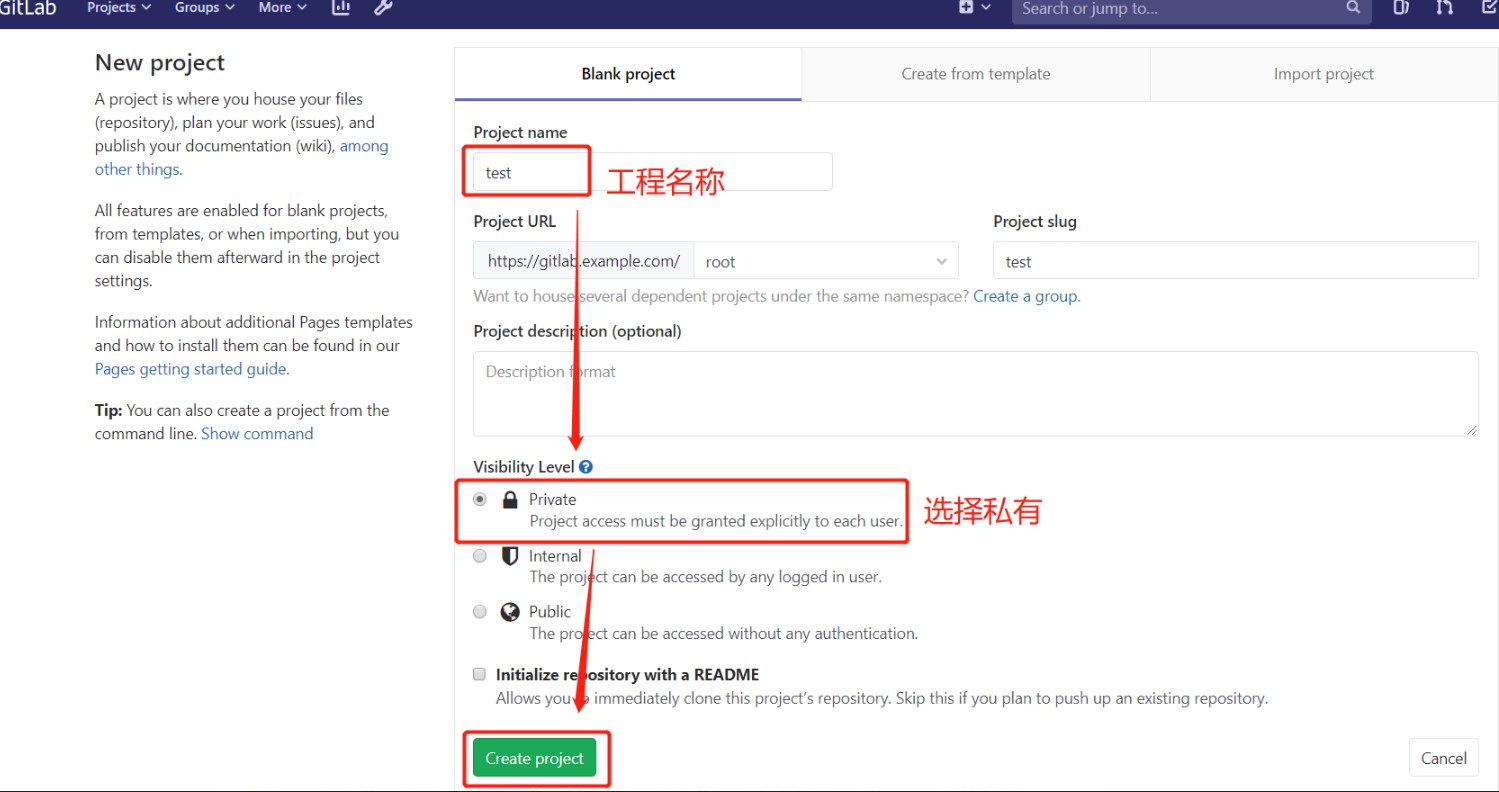 GitLab Projects Groups More Search or jump to...
New project
A project is where you house your files
(repository), plan your work (issues), and
publish your documentation (wiki), among
other things.
All features are enabled for blank projects,
from templates, or when importing, but you
can disable them afterward in the project
settings.
Information about additional Pages templates
and how to install them can be found in our
Pages getting started guide.
Tip: You can also create a project from the
command line. Show command
Blank project Create from template Import project
Project name
test
工程名称
Project URL Project slug
https://gitlab.example.com/ root test
Want to house several dependent projects under the same namespace? Create a group.
Project description (optional)
Description format
Visibility Level
Private
Project access must be granted explicitly to each user.
选择私有
Internal
The project can be accessed by any logged in user.
Public
The project can be accessed without any authentication.
Initialize repository with a README
Allows you to immediately clone this project's repository. Skip this if you plan to push up an existing repository.
Create project Cancel